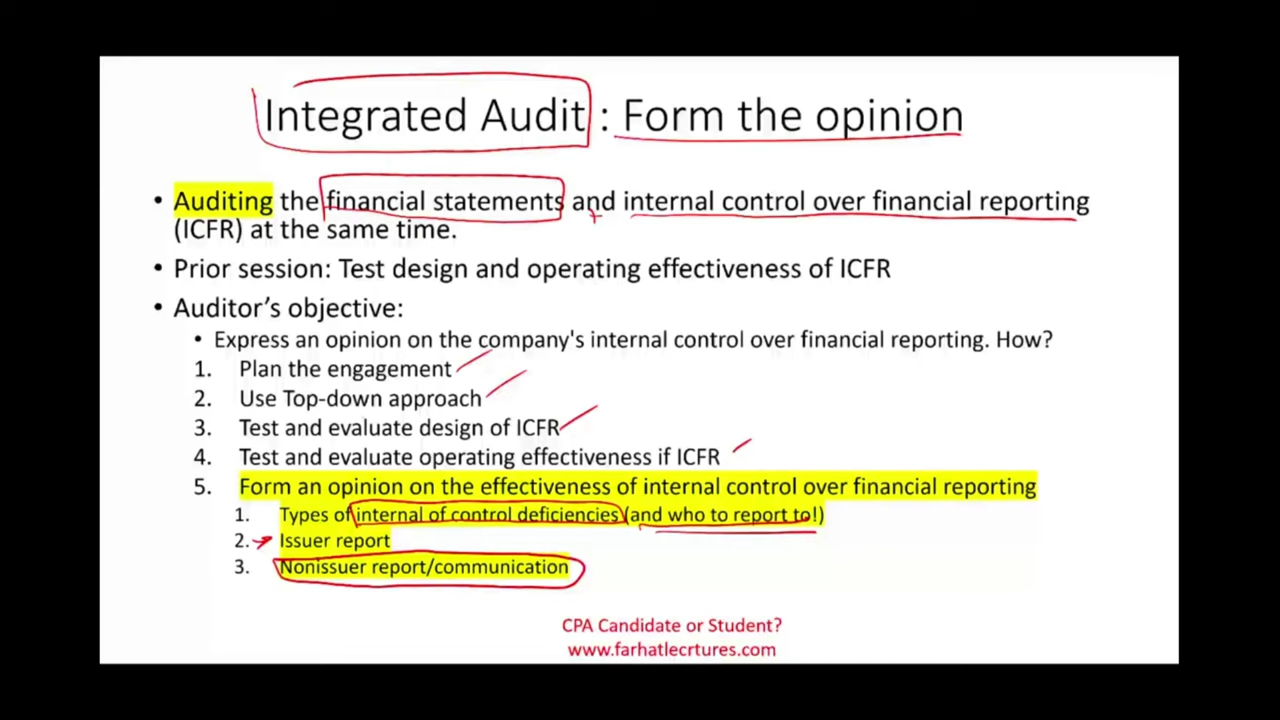 Integrated Audit : Form the opinion
• Auditing the financial statements and internal control over financial reporting
(ICFR) at the same time.
• Prior session: Test design and operating effectiveness of ICFR
• Auditor's objective:
• Express an opinion on the company's internal control over financial reporting. How?
1. Plan the engagement
2. Use Top-down approach
3. Test and evaluate design of ICFR
4. Test and evaluate operating effectiveness if ICFR
5. Form an opinion on the effectiveness of internal control over financial reporting
1. Types of internal of control deficiencies (and who to report to!)
2. Issuer report
3. Nonissuer report/communication
CPA Candidate or Student?
www.farhatlecrtures.com